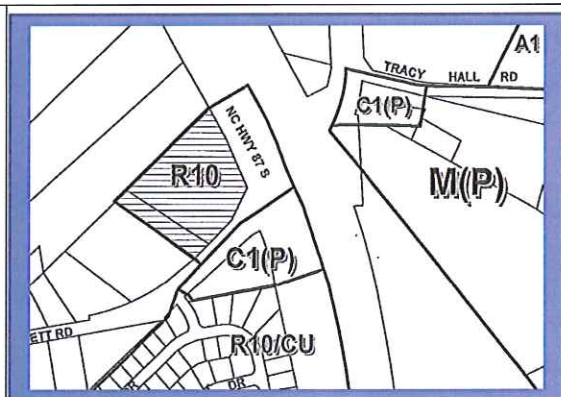 A1
TRACY HALL RD
C1(P)
NC HWY 87 S
R10
M(P)
C1(P)
ETT RD
R10/CU
DR